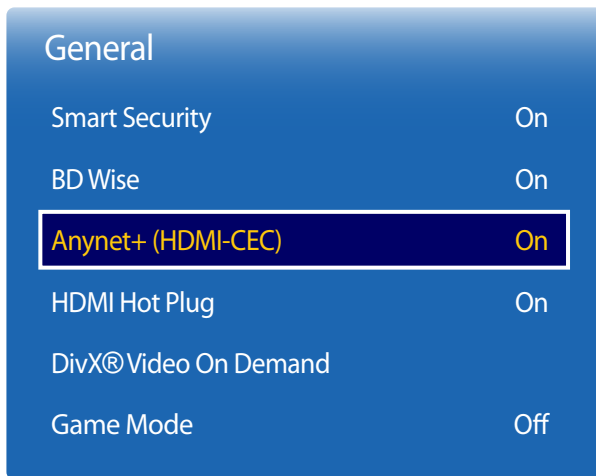 General
Smart Security On
BD Wise On
Anynet+ (HDMI-CEC) On
HDMI Hot Plug On
DivX® Video On Demand
Game Mode Off